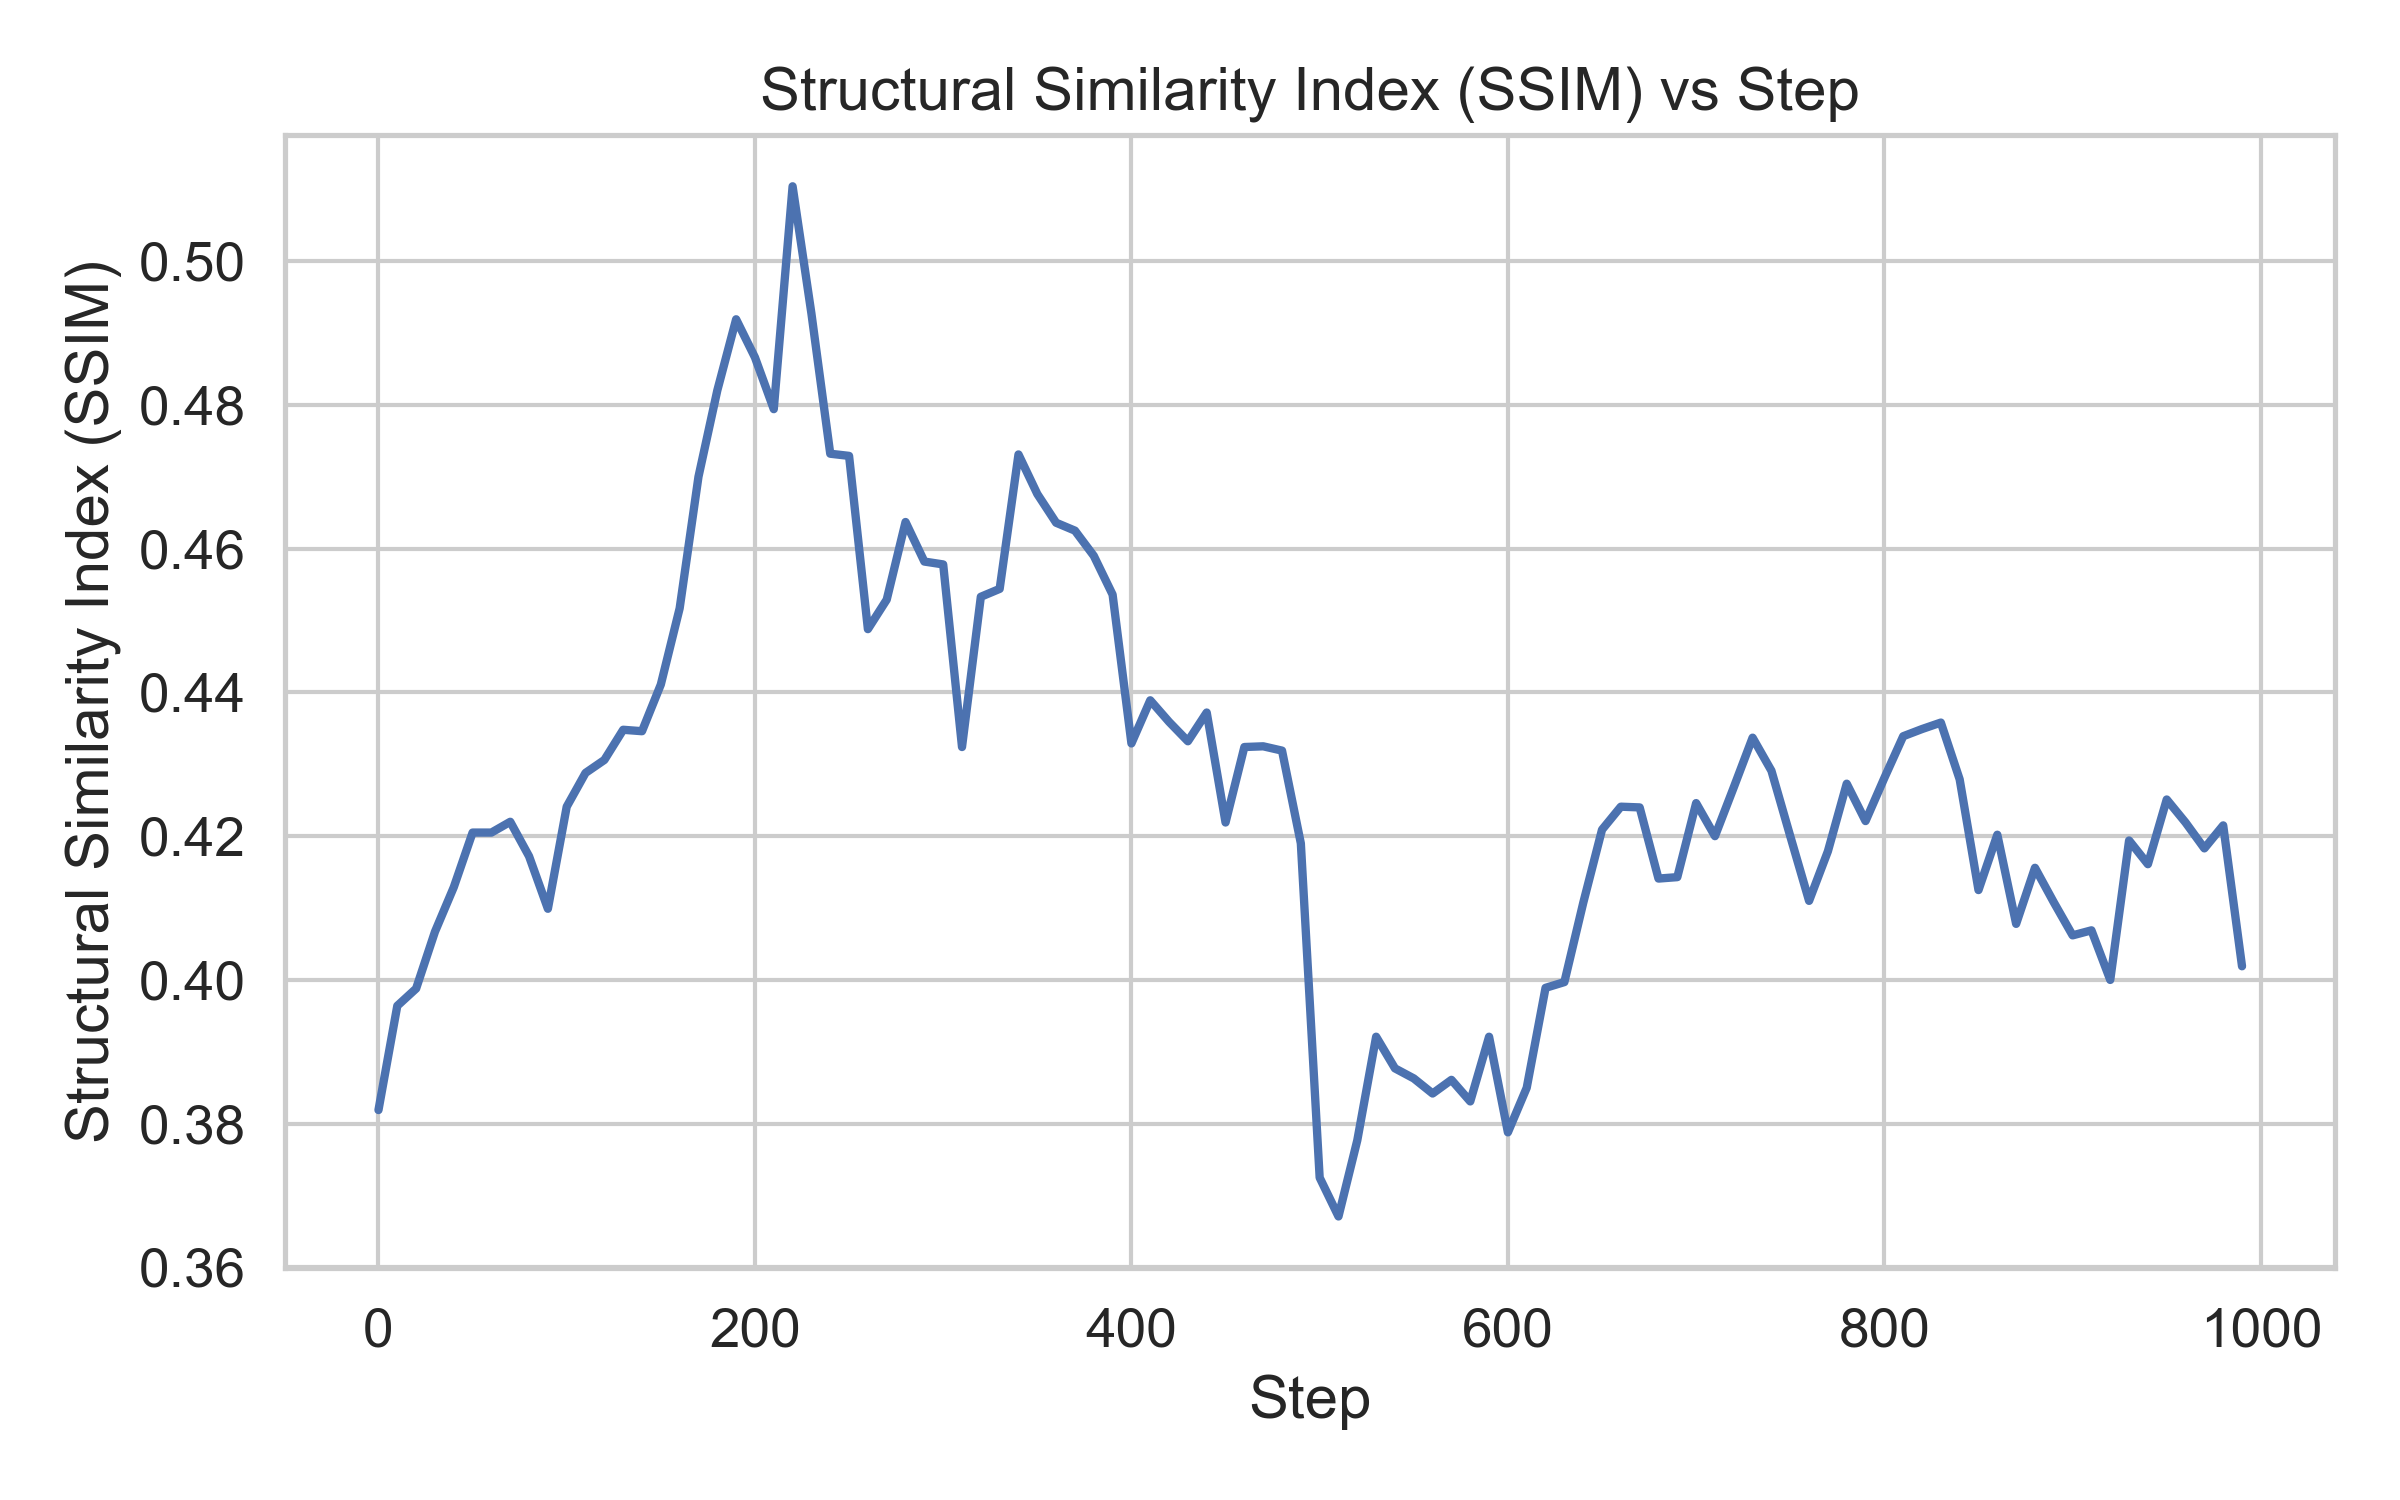 Structural Similarity Index (SSIM) vs Step
Structural Similarity Index (SSIM)
0.50
0.48
0.46
0.44
0.42
0.40
0.38
0.36
0 200 400 600 800 1000
Step